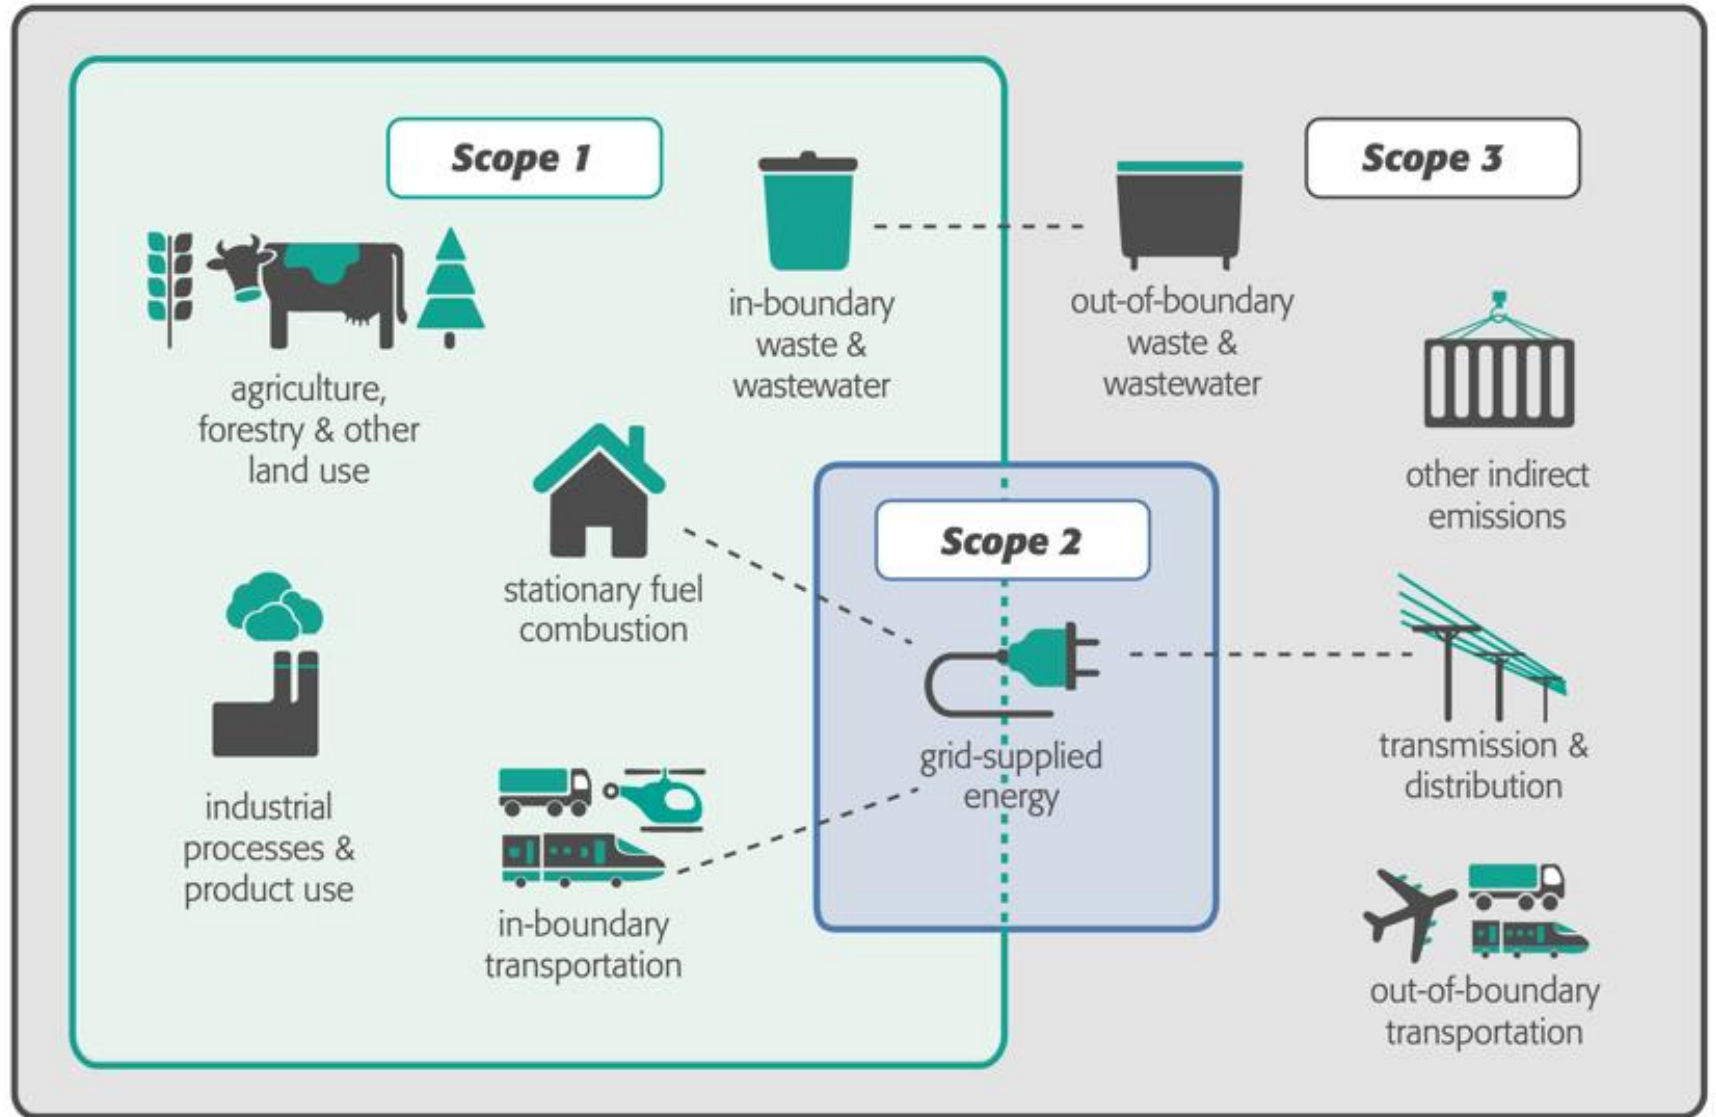 Scope 1
Scope 3
in-boundary
waste &
wastewater
out-of-boundary
waste &
wastewater
agriculture,
forestry & other
land use
other indirect
emissions
Scope 2
stationary fuel
combustion
grid-supplied
energy
transmission &
distribution
industrial
processes &
product use
in-boundary
transportation
out-of-boundary
transportation